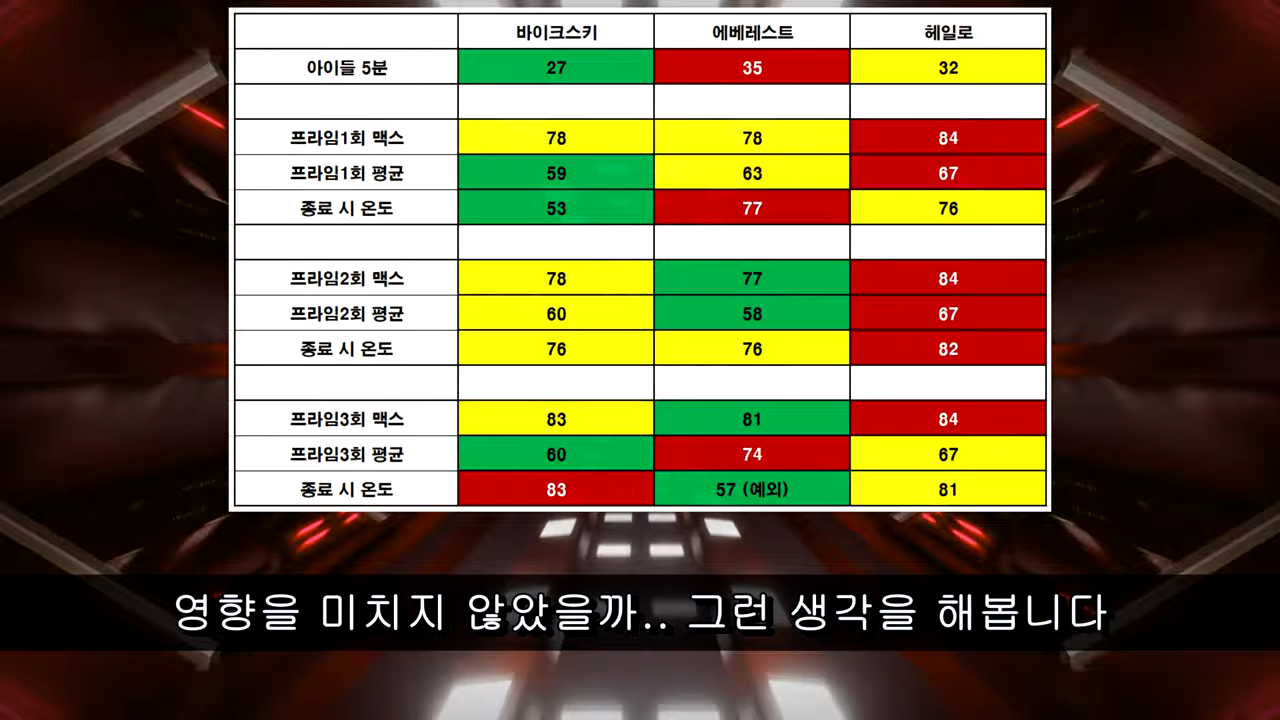 바이크스키 에베레스트 헤일로
아이들 5분 27 35 32
프라임1회 맥스 78 78 84
프라임1회 평균 59 63 67
종료 시 온도 53 77 76
프라임2회 맥스 78 77 84
프라임2회 평균 60 58 67
종료 시 온도 76 76 82
프라임3회 맥스 83 81 84
프라임3회 평균 60 74 67
종료 시 온도 83 57 (예외) 81
영향을 미치지 않았을까.. 그런 생각을 해봅니다